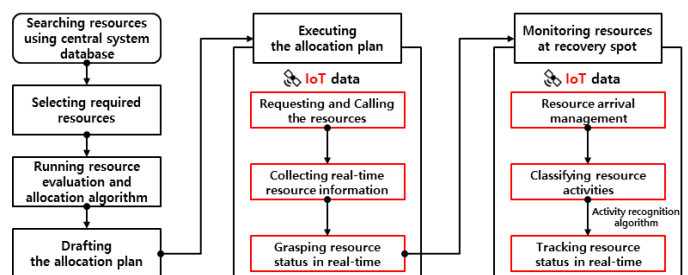 Searching resources
using central system
database
Selecting required
resources
Running resource
evaluation and
allocation algorithm
Drafting
the allocation plan
Executing
the allocation plan
IoT data
Requesting and Calling
the resources
Collecting real-time
resource information
Grasping resource
status in real-time
Monitoring resources
at recovery spot
IoT data
Resource arrival
management
Classifying resource
activities
Activity recognition
algorithm
Tracking resource
status in real-time